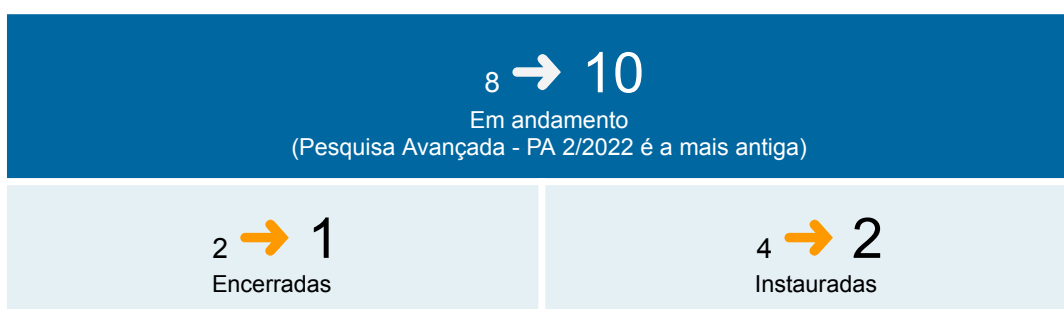 8 ➜ 10
Em andamento
(Pesquisa Avançada - PA 2/2022 é a mais antiga)
2 ➜ 1
Encerradas
4 ➜ 2
Instauradas